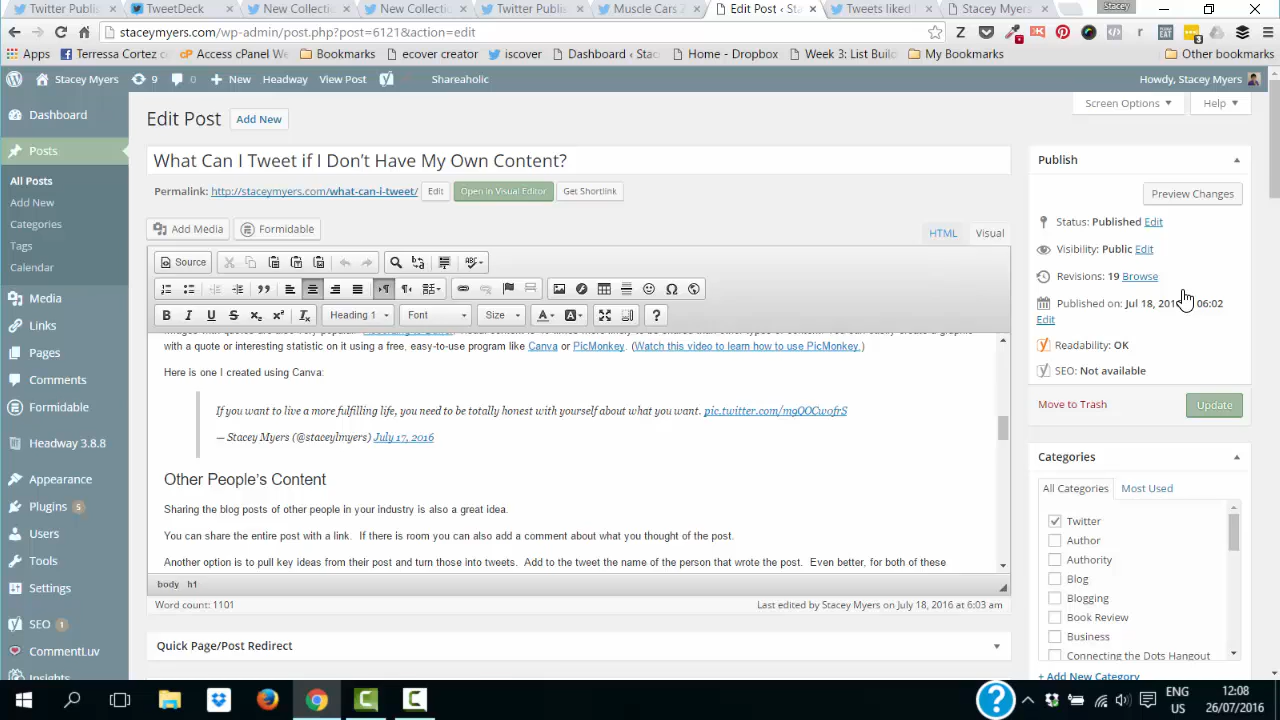 Twitter Publis
TweetDeck
New Collection
New Collectio
Twitter Publis
Muscle Cars
Edit Post ‹ Sta
Tweets liked
Stacey Myers
Stacey
staceymyers.com/wp-admin/post.php?post=6121&action=edit
Apps
Terressa Cortez
Access cPanel
Bookmarks
ecover creator
iscover
Dashboard ‹ Stac
Home - Dropbox
Week 3: List Build
My Bookmarks
Other bookmarks
Stacey Myers
9
0
New
Headway
View Post
Shareaholic
Howdy, Stacey Myers
Screen Options
Help
Dashboard
Posts
All Posts
Add New
Categories
Tags
Calendar
Media
Links
Pages
Comments
Formidable
Headway 3.8.8
Appearance
Plugins 5
Users
Tools
Settings
SEO 1
CommentLuv
Insights
Edit Post
Add New
What Can I Tweet if I Don't Have My Own Content?
Permalink: http://staceymyers.com/what-can-i-tweet/
Edit
Open in Visual Editor
Get Shortlink
Add Media
Formidable
HTML
Visual
Source
Heading 1
Font
Size
B I U S x₂ x² Iₓ
with a quote or interesting statistic on it using a free, easy-to-use program like Canva or PicMonkey. (Watch this video to learn how to use PicMonkey.)
Here is one I created using Canva:
If you want to live a more fulfilling life, you need to be totally honest with yourself about what you want. pic.twitter.com/m9OOCwofrS
— Stacey Myers (@staceylmyers) July 17, 2016
Other People's Content
Sharing the blog posts of other people in your industry is also a great idea.
You can share the entire post with a link. If there is room you can also add a comment about what you thought of the post.
Another option is to pull key ideas from their post and turn those into tweets. Add to the tweet the name of the person that wrote the post. Even better, for both of these
body h1
Word count: 1101
Last edited by Stacey Myers on July 18, 2016 at 6:03 am
Quick Page/Post Redirect
Publish
Preview Changes
Status: Published Edit
Visibility: Public Edit
Revisions: 19 Browse
Published on: Jul 18, 2016 06:02
Edit
Readability: OK
SEO: Not available
Move to Trash
Update
Categories
All Categories
Most Used
Twitter
Author
Authority
Blog
Blogging
Book Review
Business
Connecting the Dots Hangout
+ Add New Category
ENG
US
12:08
26/07/2016